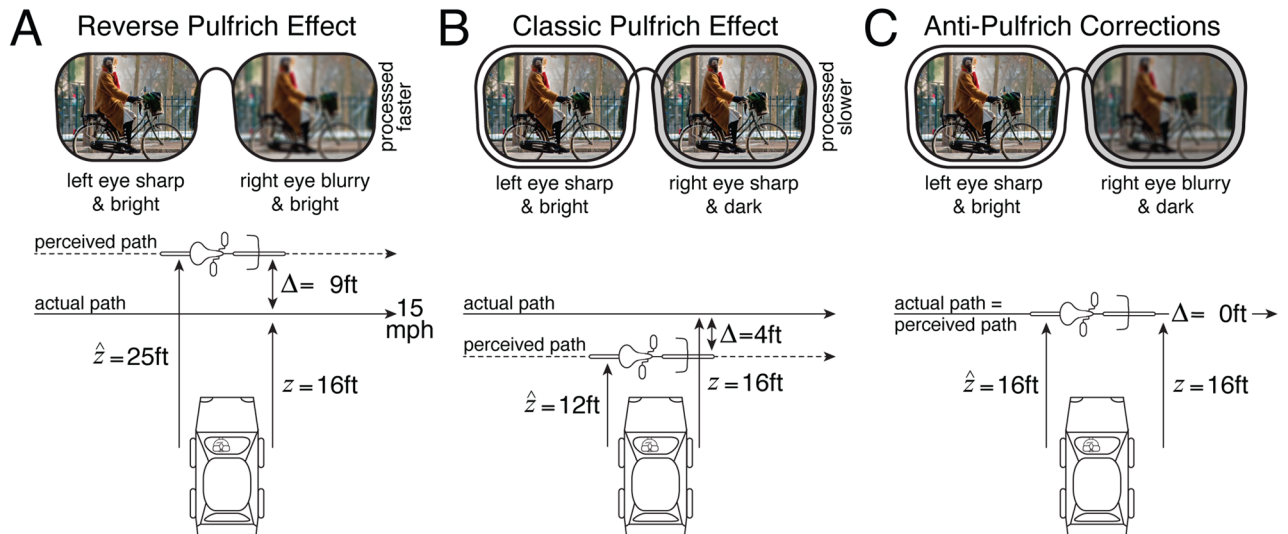 A Reverse Pulfrich Effect
left eye sharp
& bright
right eye blurry
& bright
processed
faster
perceived path
Δ= 9ft
actual path
15
mph
ẑ=25ft
z=16ft
B Classic Pulfrich Effect
left eye sharp
& bright
right eye sharp
& dark
processed
slower
actual path
perceived path
Δ=4ft
ẑ=12ft
z=16ft
C Anti-Pulfrich Corrections
left eye sharp
& bright
right eye blurry
& dark
actual path =
perceived path
Δ= 0ft
ẑ=16ft
z=16ft